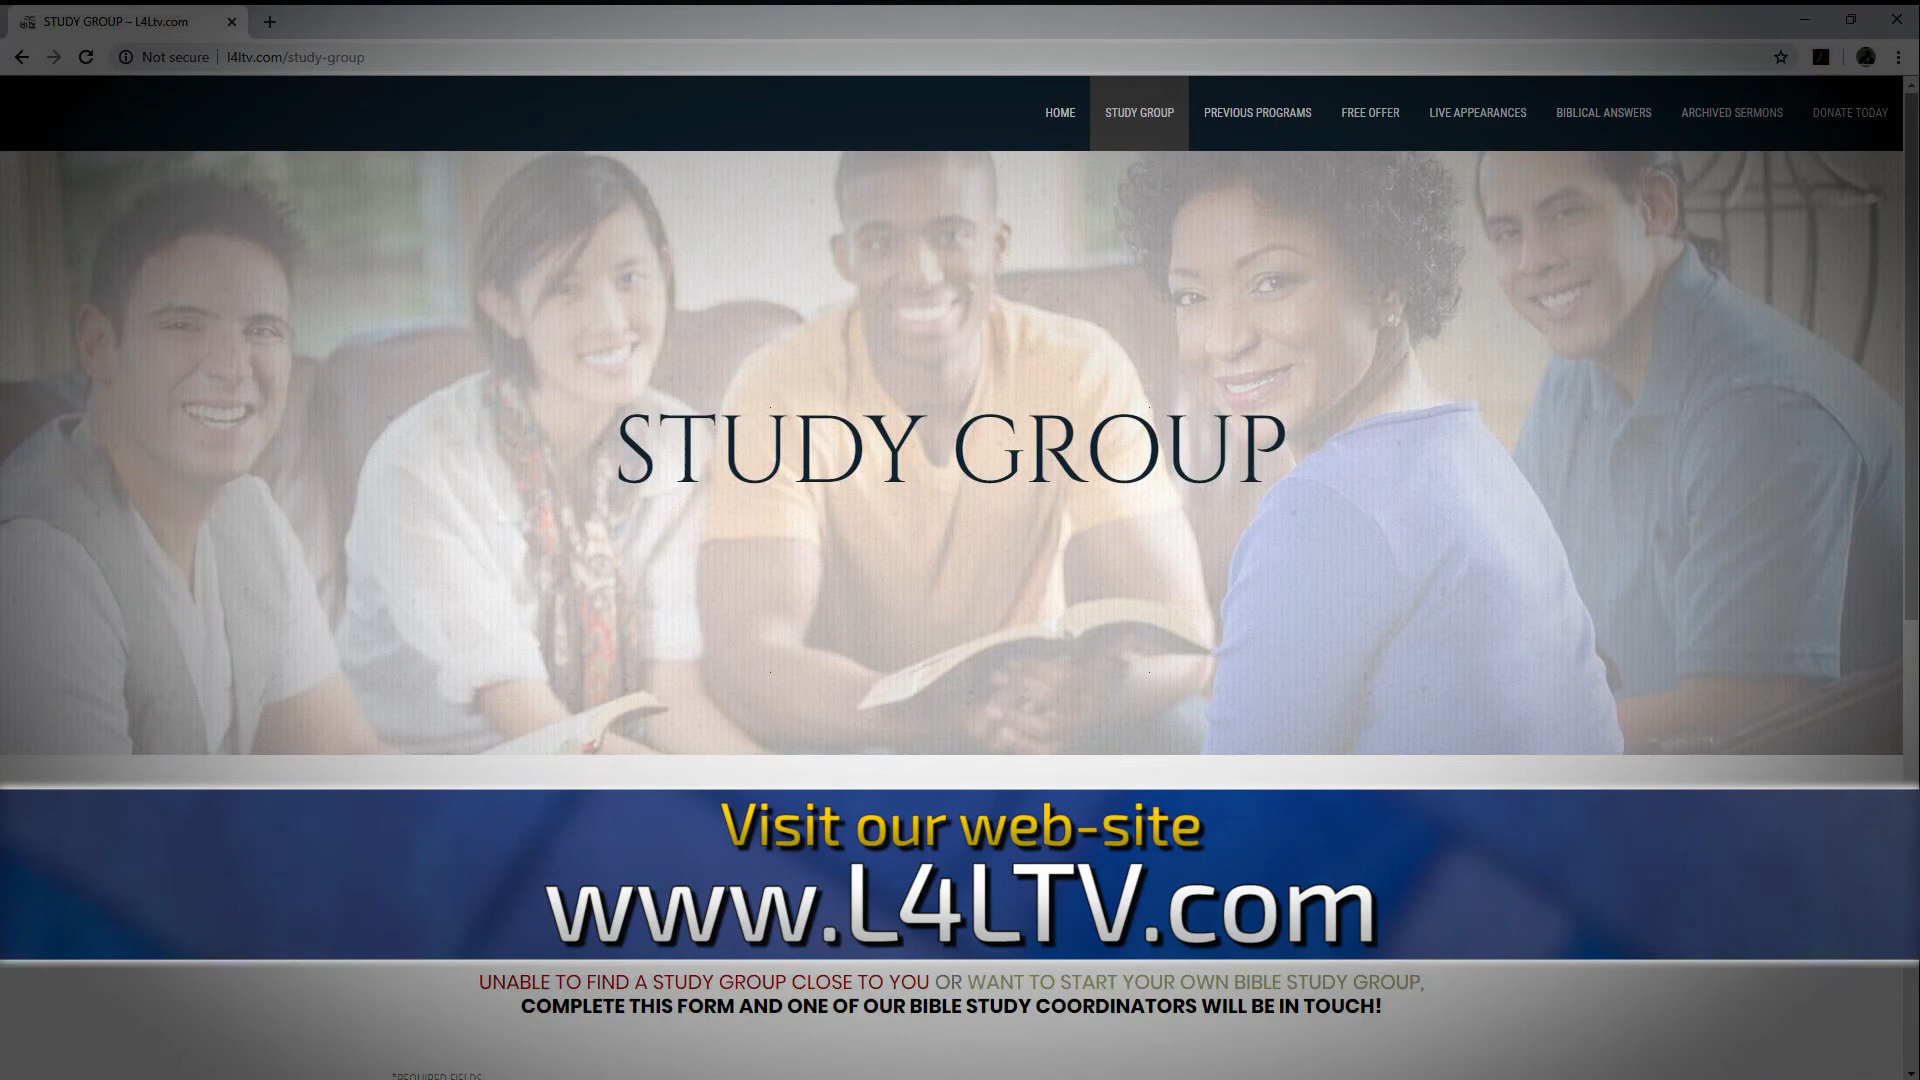 STUDY GROUP – L4Ltv.com
Not secure
l4ltv.com/study-group
HOME
STUDY GROUP
PREVIOUS PROGRAMS
FREE OFFER
LIVE APPEARANCES
BIBLICAL ANSWERS
ARCHIVED SERMONS
DONATE TODAY
STUDY GROUP
Visit our web-site
www.L4LTV.com
UNABLE TO FIND A STUDY GROUP CLOSE TO YOU OR WANT TO START YOUR OWN BIBLE STUDY GROUP,
COMPLETE THIS FORM AND ONE OF OUR BIBLE STUDY COORDINATORS WILL BE IN TOUCH!
*REQUIRED FIELDS